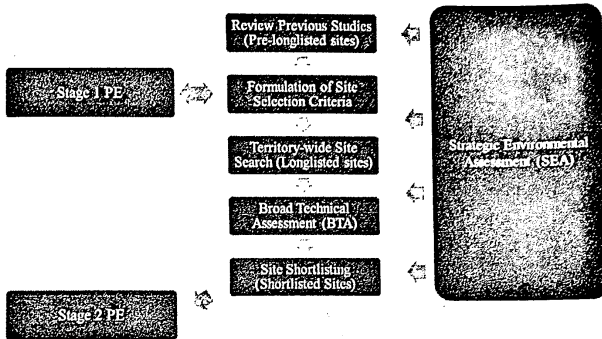 Review Previous Studies
(Pre-longlisted sites)
Stage 1 PE
Formulation of Site
Selection Criteria
Territory-wide Site
Search (Longlisted sites)
Strategic Environmental
Assessment (SEA)
Broad Technical
Assessment (BTA)
Site Shortlisting
(Shortlisted Sites)
Stage 2 PE